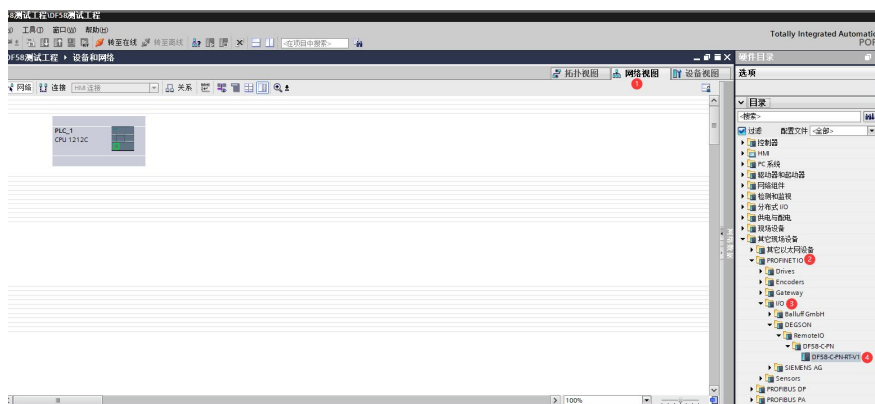 58测试工程\DF58测试工程
工具(T) 窗口(W) 帮助(H)
转至在线 转至离线 <在项目中搜索>
Totally Integrated Automatic
POR
DF58测试工程 ▸ 设备和网络
硬件目录
拓扑视图 网络视图 设备视图
选项
1
网络 连接 HMI 连接 关系
目录
PLC_1
CPU 1212C
<搜索>
过滤 配置文件 <全部>
控制器
HMI
PC 系统
驱动器和起动器
网络组件
检测和监视
分布式 I/O
供电与配电
现场设备
其它现场设备
其它以太网设备
PROFINET IO 2
Drives
Encoders
Gateway
I/O 3
Balluff GmbH
DEGSON
RemoteIO
DF58-C-PN
DF58-C-PN-RT-V1 4
SIEMENS AG
Sensors
PROFIBUS DP
PROFIBUS PA
100%